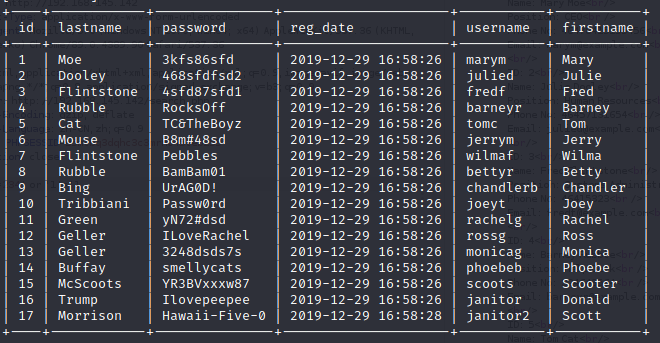 | id | lastname | password | reg_date | username | firstname |
| 1 | Moe | 3kfs86sfd | 2019-12-29 16:58:26 | marym | Mary |
| 2 | Dooley | 468sfdfsd2 | 2019-12-29 16:58:26 | julied | Julie |
| 3 | Flintstone | 4sfd87sfd1 | 2019-12-29 16:58:26 | fredf | Fred |
| 4 | Rubble | RocksOff | 2019-12-29 16:58:26 | barneyr | Barney |
| 5 | Cat | TC&TheBoyz | 2019-12-29 16:58:26 | tomc | Tom |
| 6 | Mouse | B8m#48sd | 2019-12-29 16:58:26 | jerrym | Jerry |
| 7 | Flintstone | Pebbles | 2019-12-29 16:58:26 | wilmaf | Wilma |
| 8 | Rubble | BamBam01 | 2019-12-29 16:58:26 | bettyr | Betty |
| 9 | Bing | UrAG0D! | 2019-12-29 16:58:26 | chandlerb | Chandler |
| 10 | Tribbiani | Passw0rd | 2019-12-29 16:58:26 | joeyt | Joey |
| 11 | Green | yN72#dsd | 2019-12-29 16:58:26 | rachelg | Rachel |
| 12 | Geller | ILoveRachel | 2019-12-29 16:58:26 | rossg | Ross |
| 13 | Geller | 3248dsds7s | 2019-12-29 16:58:26 | monicag | Monica |
| 14 | Buffay | smellycats | 2019-12-29 16:58:26 | phoebeb | Phoebe |
| 15 | McScoots | YR3BVxxxw87 | 2019-12-29 16:58:26 | scoots | Scooter |
| 16 | Trump | Ilovepeepee | 2019-12-29 16:58:26 | janitor | Donald |
| 17 | Morrison | Hawaii-Five-0 | 2019-12-29 16:58:28 | janitor2 | Scott |